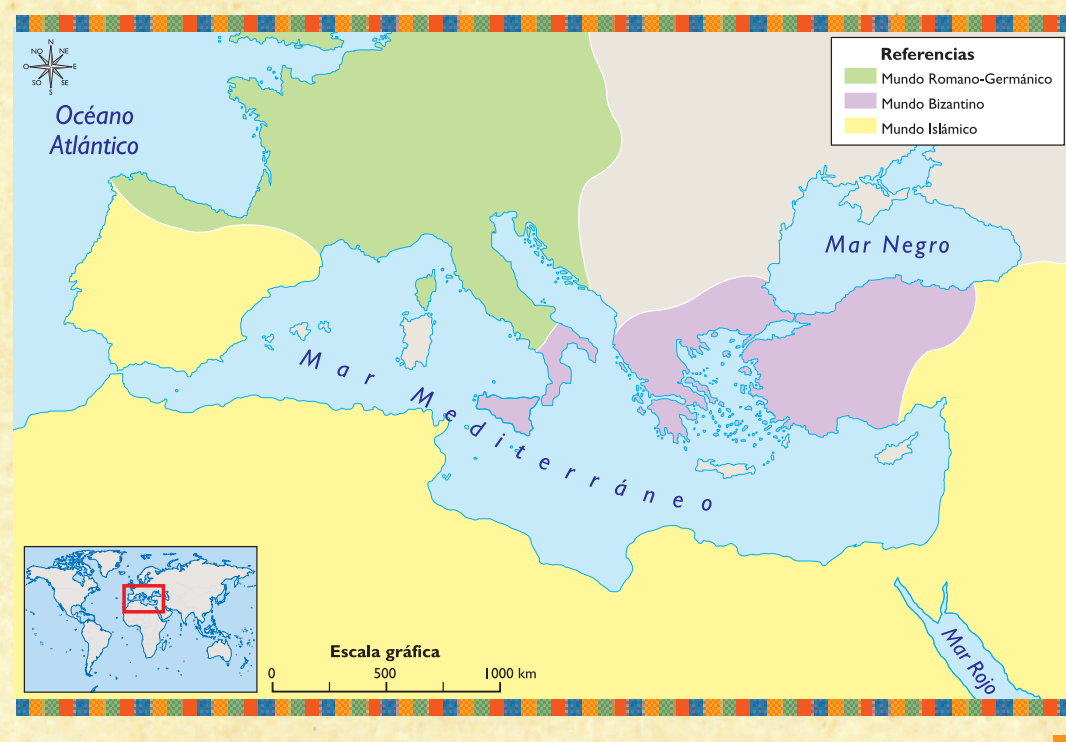 N
NO NE
O E
SO SE
S
Océano
Atlántico
Referencias
Mundo Romano-Germánico
Mundo Bizantino
Mundo Islámico
Mar Negro
Mar Mediterráneo
Mar Rojo
Escala gráfica
0 500 1000 km